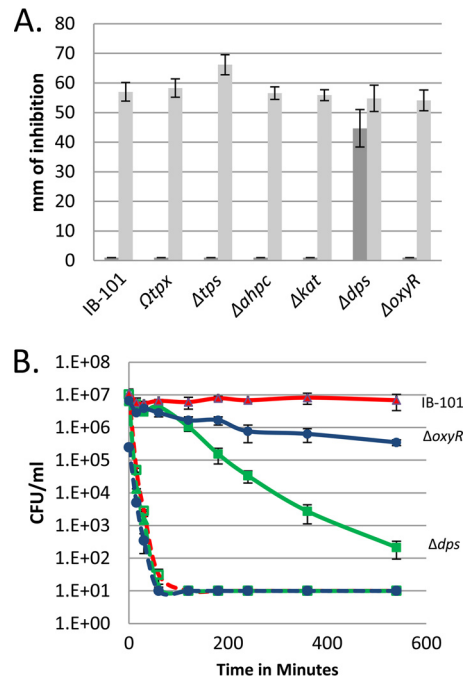 A.
mm of inhibition
80
70
60
50
40
30
20
10
0
IB-101
Ωtpx
Δtps
Δahpc
Δkat
Δdps
ΔoxyR
B.
CFU/ml
1.E+08
1.E+07
1.E+06
1.E+05
1.E+04
1.E+03
1.E+02
1.E+01
1.E+00
IB-101
ΔoxyR
Δdps
0 200 400 600
Time in Minutes